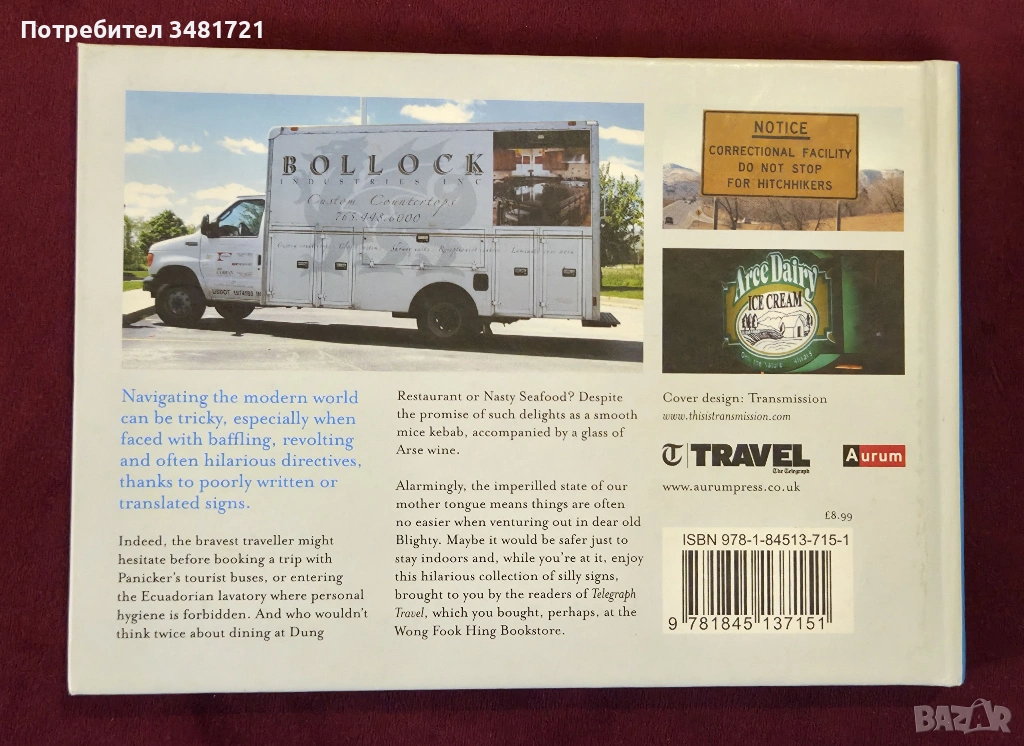 Потребител 3481721
BOLLOCK
INDUSTRIES INC
Custom Countertops
765.448.6000
NOTICE
CORRECTIONAL FACILITY
DO NOT STOP
FOR HITCHHIKERS
Arce Dairy
ICE CREAM
Navigating the modern world
can be tricky, especially when
faced with baffling, revolting
and often hilarious directives,
thanks to poorly written or
translated signs.
Indeed, the bravest traveller might
hesitate before booking a trip with
Panicker's tourist buses, or entering
the Ecuadorian lavatory where personal
hygiene is forbidden. And who wouldn't
think twice about dining at Dung
Restaurant or Nasty Seafood? Despite
the promise of such delights as a smooth
mice kebab, accompanied by a glass of
Arse wine.
Alarmingly, the imperilled state of our
mother tongue means things are often
no easier when venturing out in dear old
Blighty. Maybe it would be safer just to
stay indoors and, while you're at it, enjoy
this hilarious collection of silly signs,
brought to you by the readers of Telegraph
Travel, which you bought, perhaps, at the
Wong Fook Hing Bookstore.
Cover design: Transmission
www.thisistransmission.com
T TRAVEL
The Telegraph
Aurum
www.aurumpress.co.uk
£8.99
ISBN 978-1-84513-715-1
9 781845 137151
BAZAR